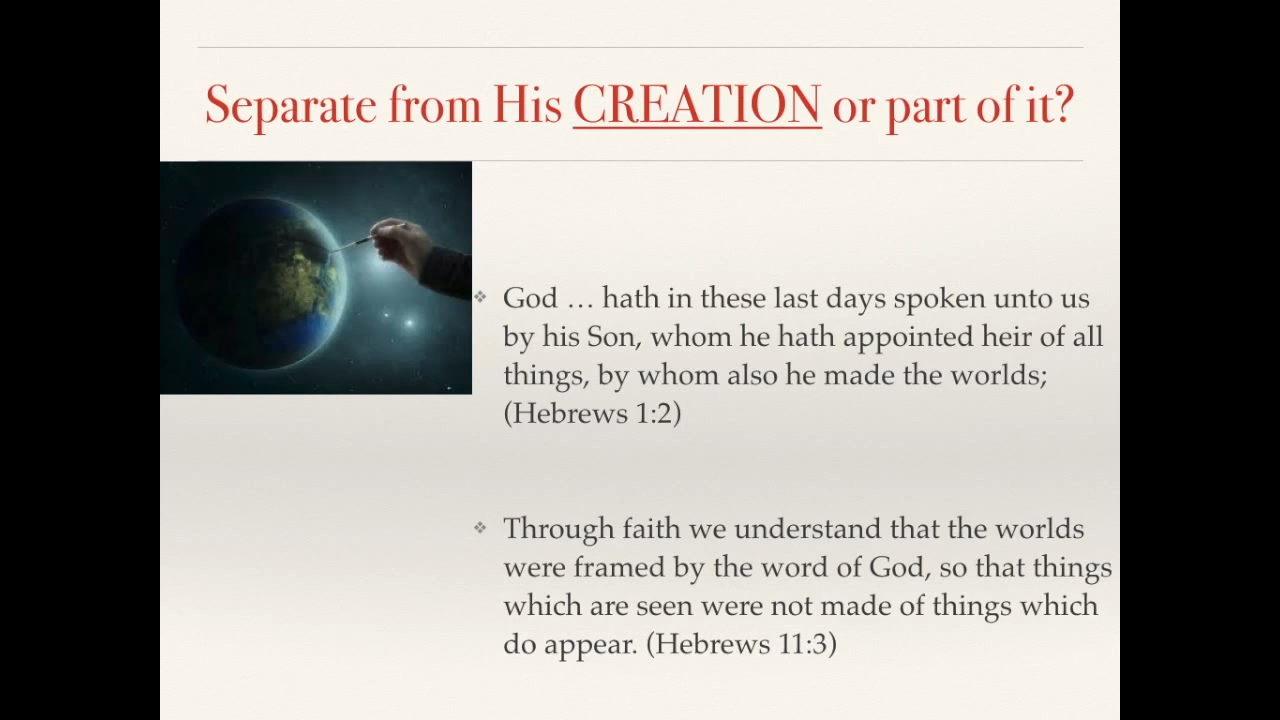 Separate from His CREATION or part of it?
❖ God … hath in these last days spoken unto us
by his Son, whom he hath appointed heir of all
things, by whom also he made the worlds;
(Hebrews 1:2)
❖ Through faith we understand that the worlds
were framed by the word of God, so that things
which are seen were not made of things which
do appear. (Hebrews 11:3)